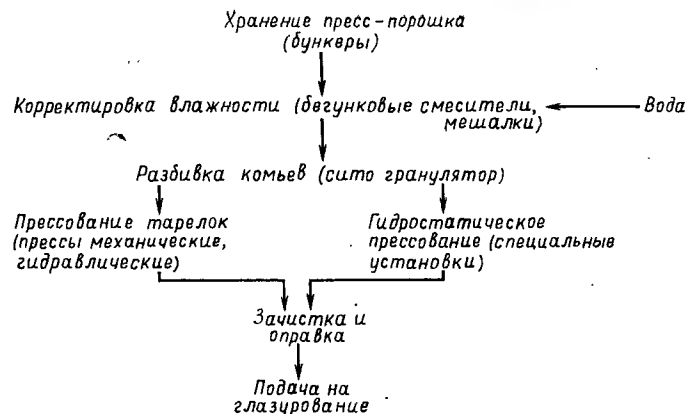 Хранение пресс-порошка
(бункеры)
Корректировка влажности (бегунковые смесители,
мешалки)
Вода
Разбивка комьев (сито гранулятор)
Прессование тарелок
(прессы механические,
гидравлические)
Гидростатическое
прессование (специальные
установки)
Зачистка и
оправка
Подача на
глазурование